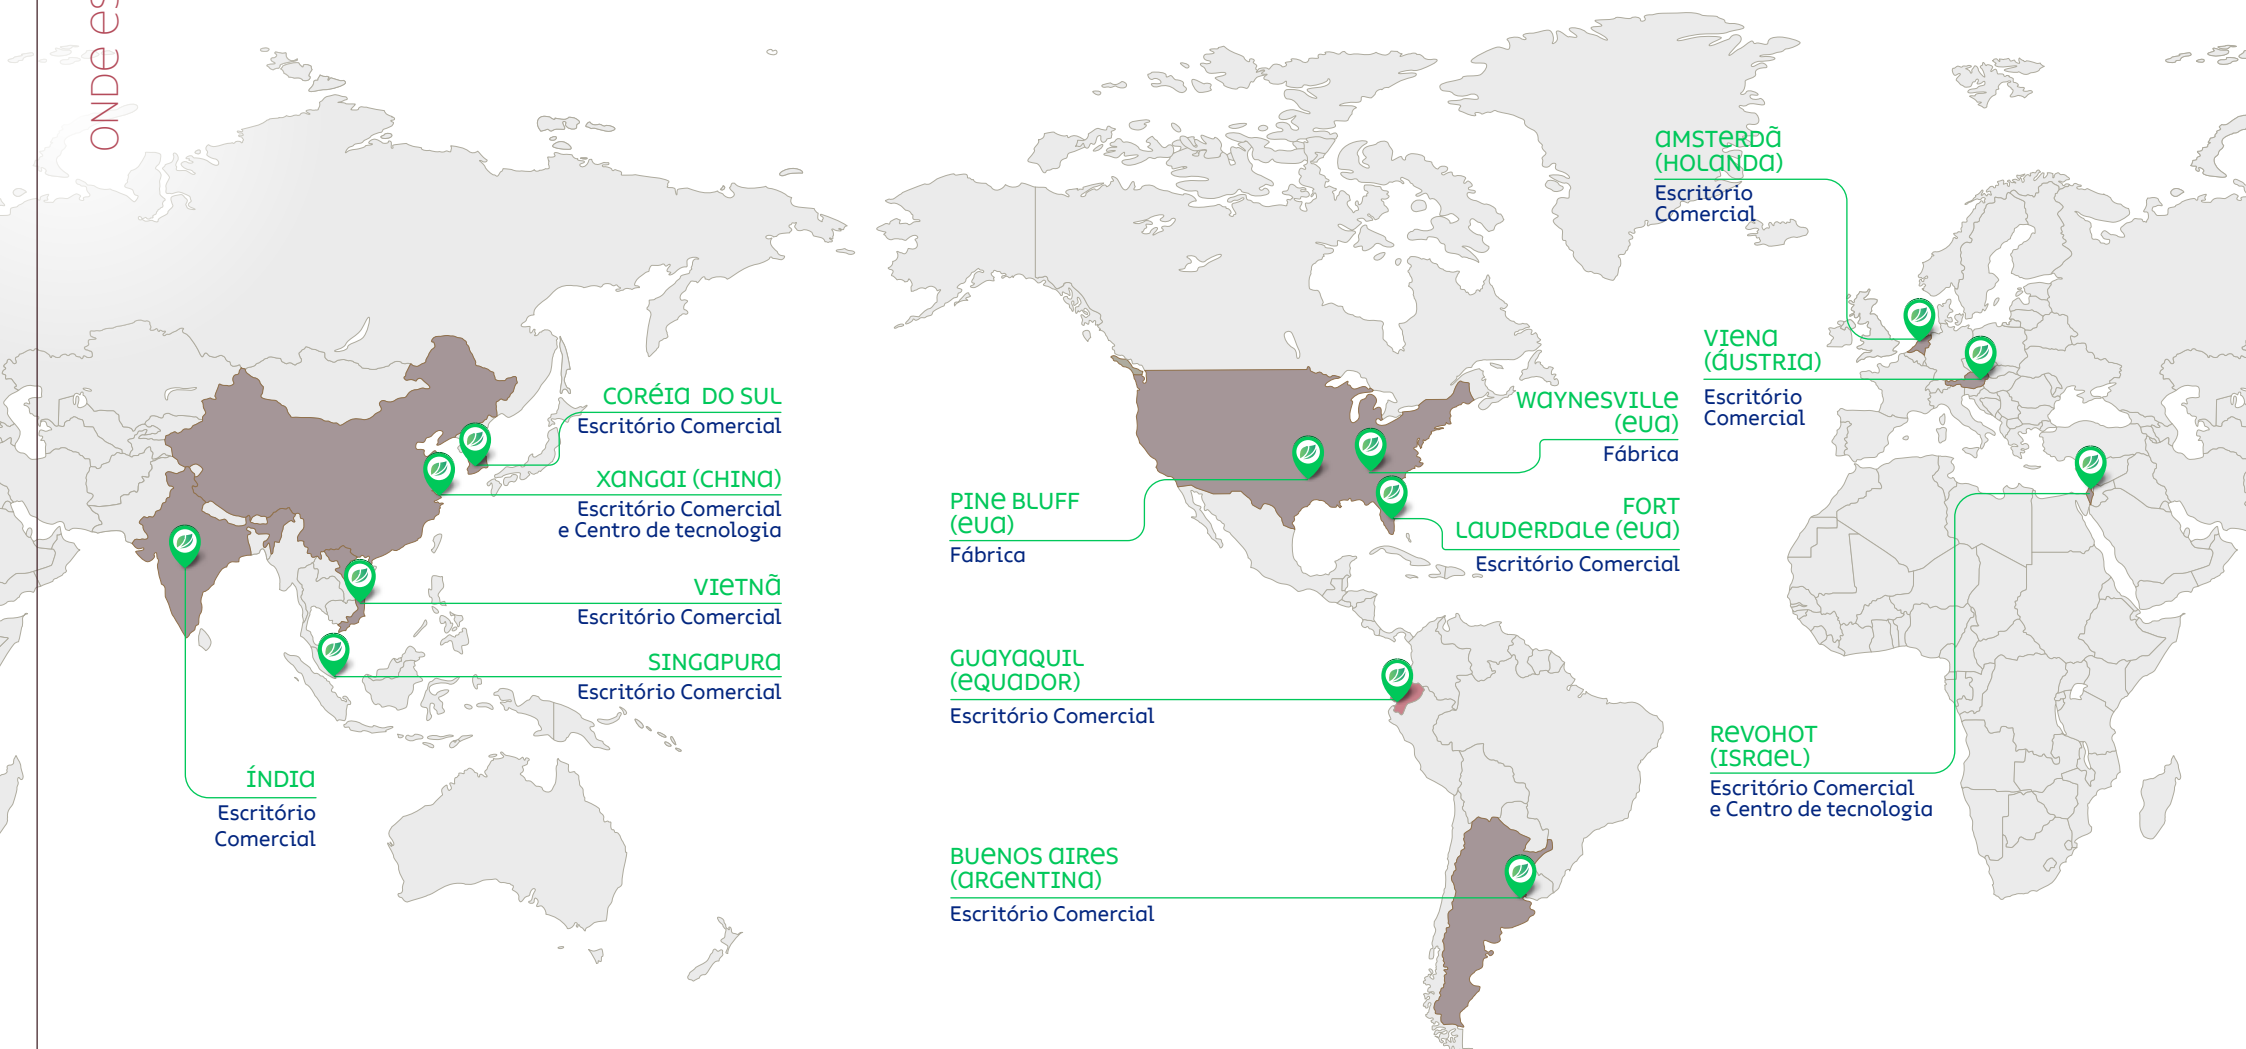 ONDE
CORÉIA DO SUL
Escritório Comercial
XANGAI (CHINA)
Escritório Comercial
e Centro de tecnologia
VIETNÃ
Escritório Comercial
SINGAPURA
Escritório Comercial
ÍNDIA
Escritório
Comercial
PINE BLUFF
(EUA)
Fábrica
GUAYAQUIL
(EQUADOR)
Escritório Comercial
BUENOS AIRES
(ARGENTINA)
Escritório Comercial
WAYNESVILLE
(EUA)
Fábrica
FORT
LAUDERDALE (EUA)
Escritório Comercial
AMSTERDÃ
(HOLANDA)
Escritório
Comercial
VIENA
(ÁUSTRIA)
Escritório
Comercial
REVOHOT
(ISRAEL)
Escritório Comercial
e Centro de tecnologia